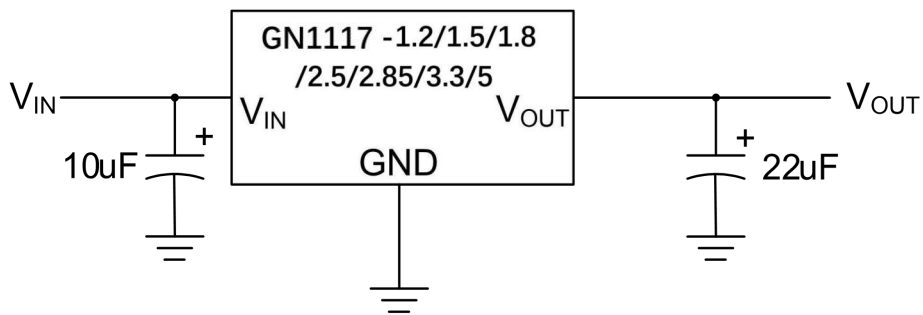 GN1117 -1.2/1.5/1.8
/2.5/2.85/3.3/5
VIN
VIN
VOUT
VOUT
+
+
10uF
GND
22uF